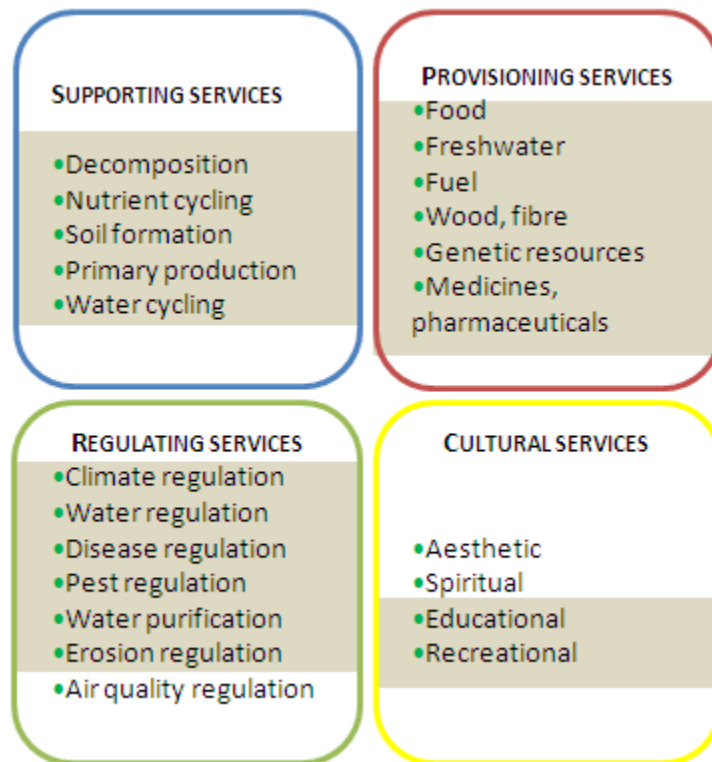 SUPPORTING SERVICES
•Decomposition
•Nutrient cycling
•Soil formation
•Primary production
•Water cycling
PROVISIONING SERVICES
•Food
•Freshwater
•Fuel
•Wood, fibre
•Genetic resources
•Medicines,
pharmaceuticals
REGULATING SERVICES
•Climate regulation
•Water regulation
•Disease regulation
•Pest regulation
•Water purification
•Erosion regulation
•Air quality regulation
CULTURAL SERVICES
•Aesthetic
•Spiritual
•Educational
•Recreational